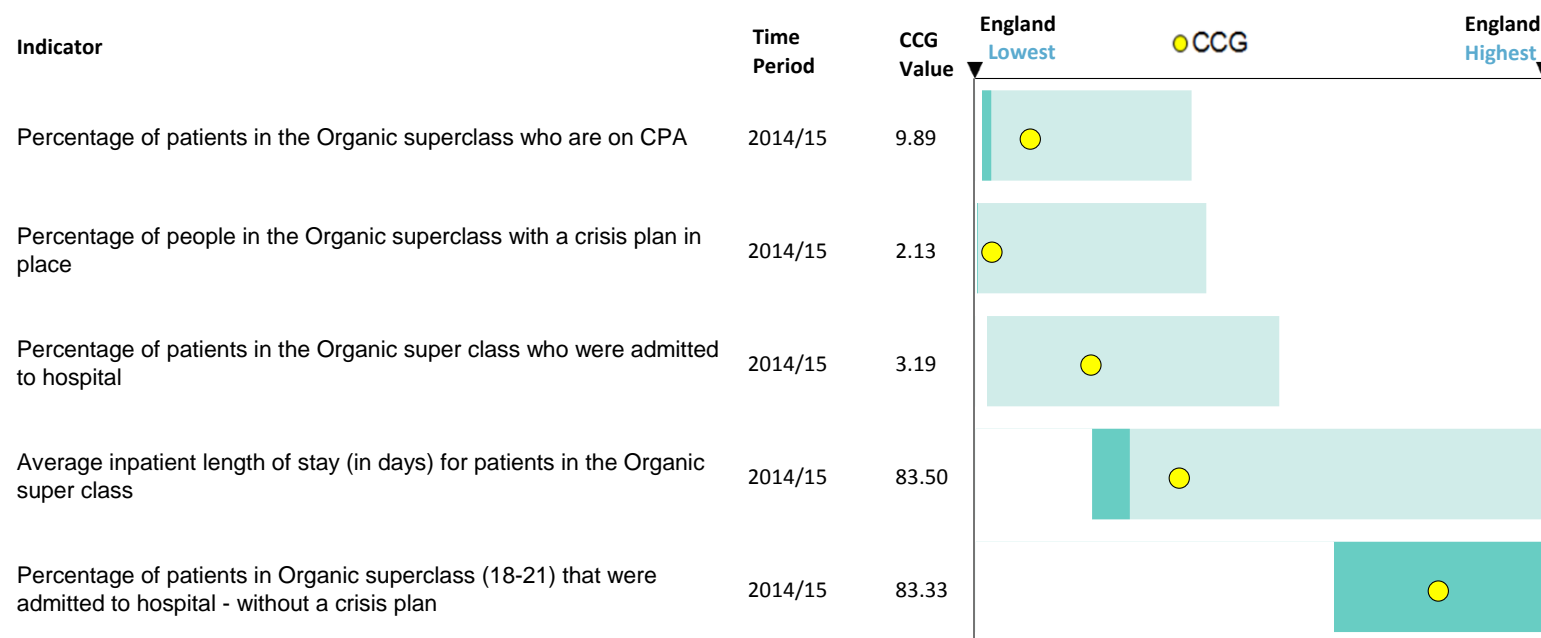 Indicator
Time
Period
CCG
Value
England
Lowest
CCG
England
Highest
Percentage of patients in the Organic superclass who are on CPA
2014/15
9.89
Percentage of people in the Organic superclass with a crisis plan in
place
2014/15
2.13
Percentage of patients in the Organic super class who were admitted
to hospital
2014/15
3.19
Average inpatient length of stay (in days) for patients in the Organic
super class
2014/15
83.50
Percentage of patients in Organic superclass (18-21) that were
admitted to hospital - without a crisis plan
2014/15
83.33